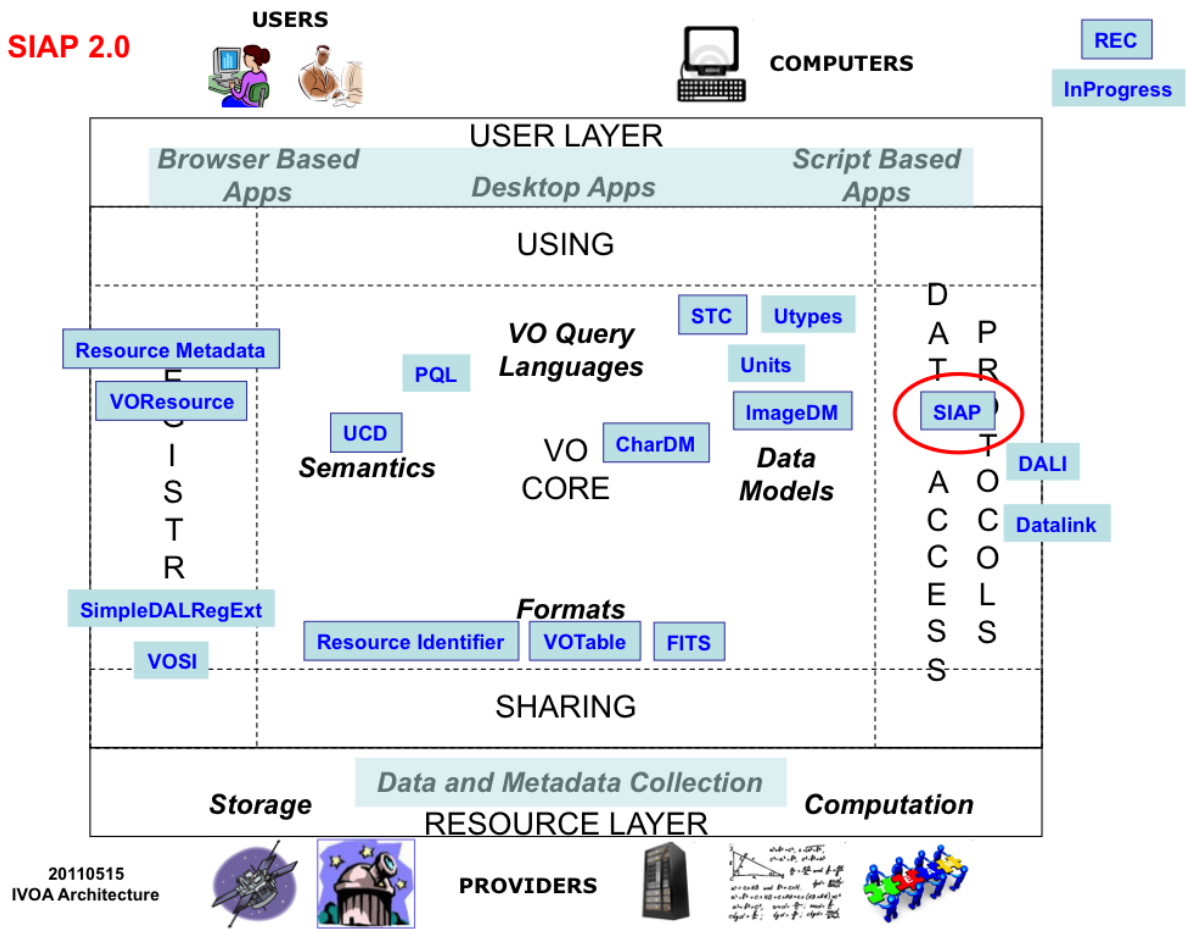 SIAP 2.0
USERS
COMPUTERS
REC
InProgress
USER LAYER
Browser Based
Apps
Desktop Apps
Script Based
Apps
USING
VO Query
Languages
STC
Utypes
Units
PQL
ImageDM
UCD
Semantics
VO
CORE
CharDM
Data
Models
Resource Metadata
VOResource
E
G
I
S
T
R
SimpleDALRegExt
VOSI
D
A
T
A
C
C
E
S
S
P
R
O
T
O
C
O
L
S
SIAP
DALI
Datalink
Formats
Resource Identifier
VOTable
FITS
SHARING
Data and Metadata Collection
Storage
Computation
RESOURCE LAYER
20110515
IVOA Architecture
PROVIDERS